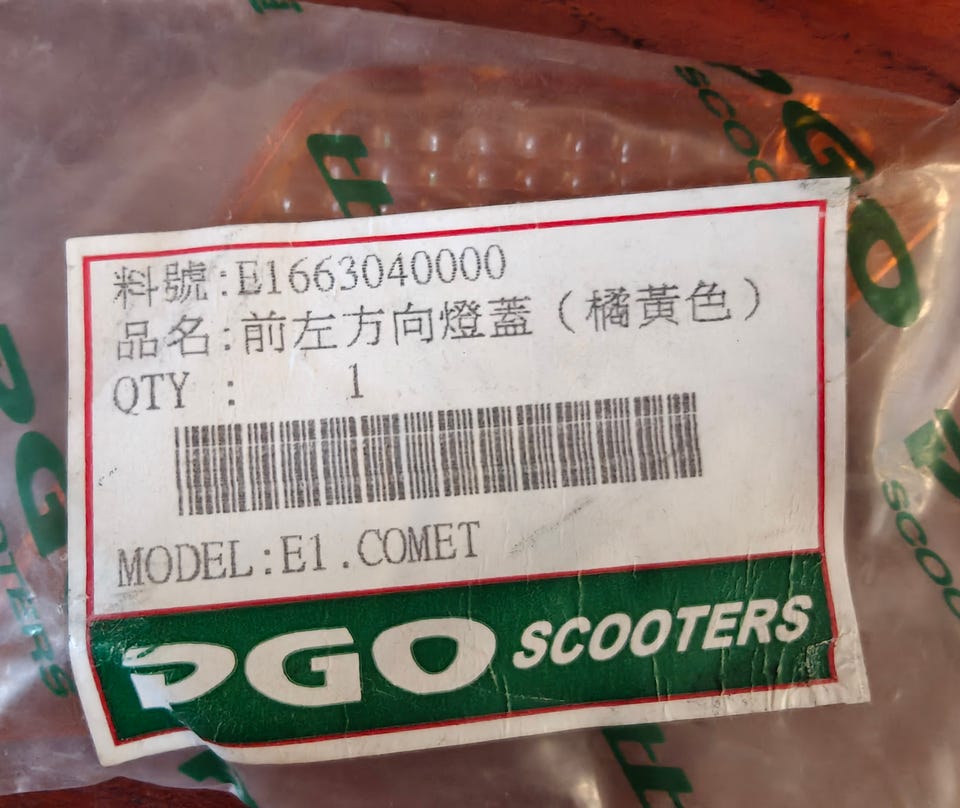 料號:E1663040000
品名:前左方向燈蓋(橘黃色)
QTY : 1
MODEL:E1.COMET
PGO SCOOTERS